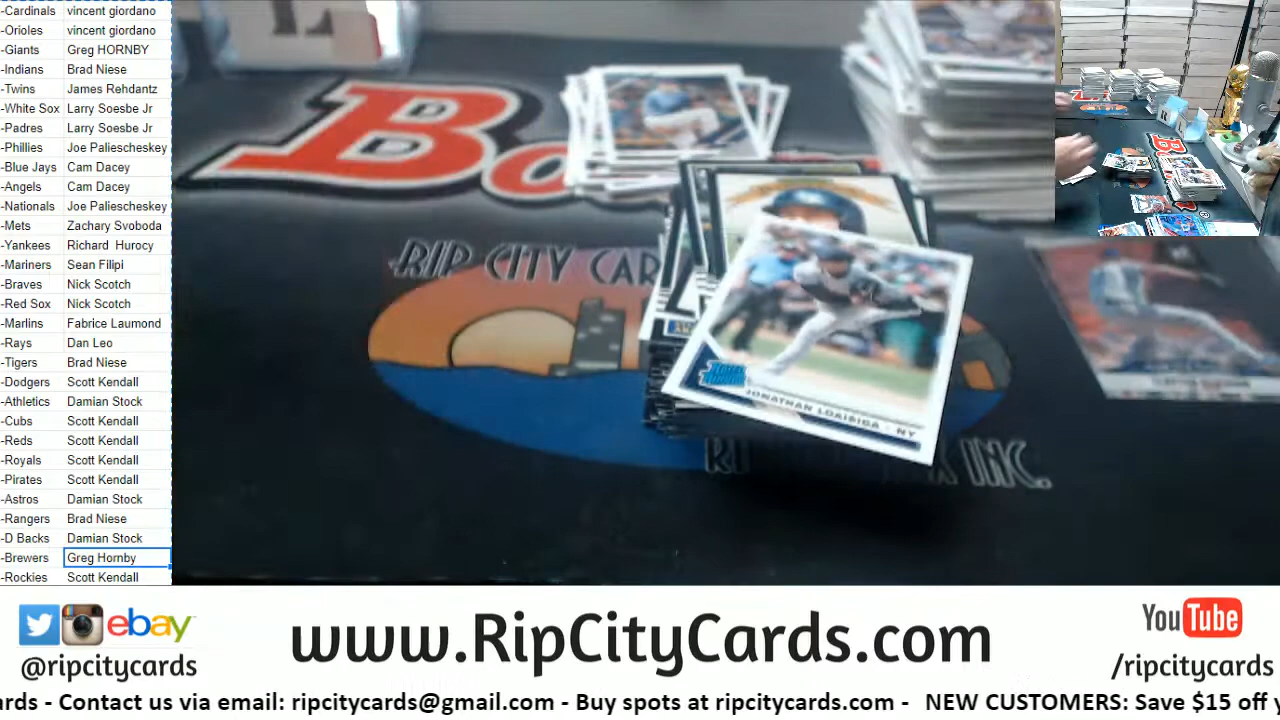 -Cardinals vincent giordano
-Orioles vincent giordano
-Giants Greg HORNBY
-Indians Brad Niese
-Twins James Rehdantz
-White Sox Larry Soesbe Jr
-Padres Larry Soesbe Jr
-Phillies Joe Paliescheskey
-Blue Jays Cam Dacey
-Angels Cam Dacey
-Nationals Joe Paliescheskey
-Mets Zachary Svoboda
-Yankees Richard Hurocy
-Mariners Sean Filipi
-Braves Nick Scotch
-Red Sox Nick Scotch
-Marlins Fabrice Laumond
-Rays Dan Leo
-Tigers Brad Niese
-Dodgers Scott Kendall
-Athletics Damian Stock
-Cubs Scott Kendall
-Reds Scott Kendall
-Royals Scott Kendall
-Pirates Scott Kendall
-Astros Damian Stock
-Rangers Brad Niese
-D Backs Damian Stock
-Brewers Greg Hornby
-Rockies Scott Kendall
Bo
RIP CITY CAR
JONATHAN LOAISIGA - NY
INC.
ebay
@ripcitycards
www.RipCityCards.com
YouTube
/ripcitycards
ards - Contact us via email: ripcitycards@gmail.com - Buy spots at ripcitycards.com - NEW CUSTOMERS: Save $15 off y